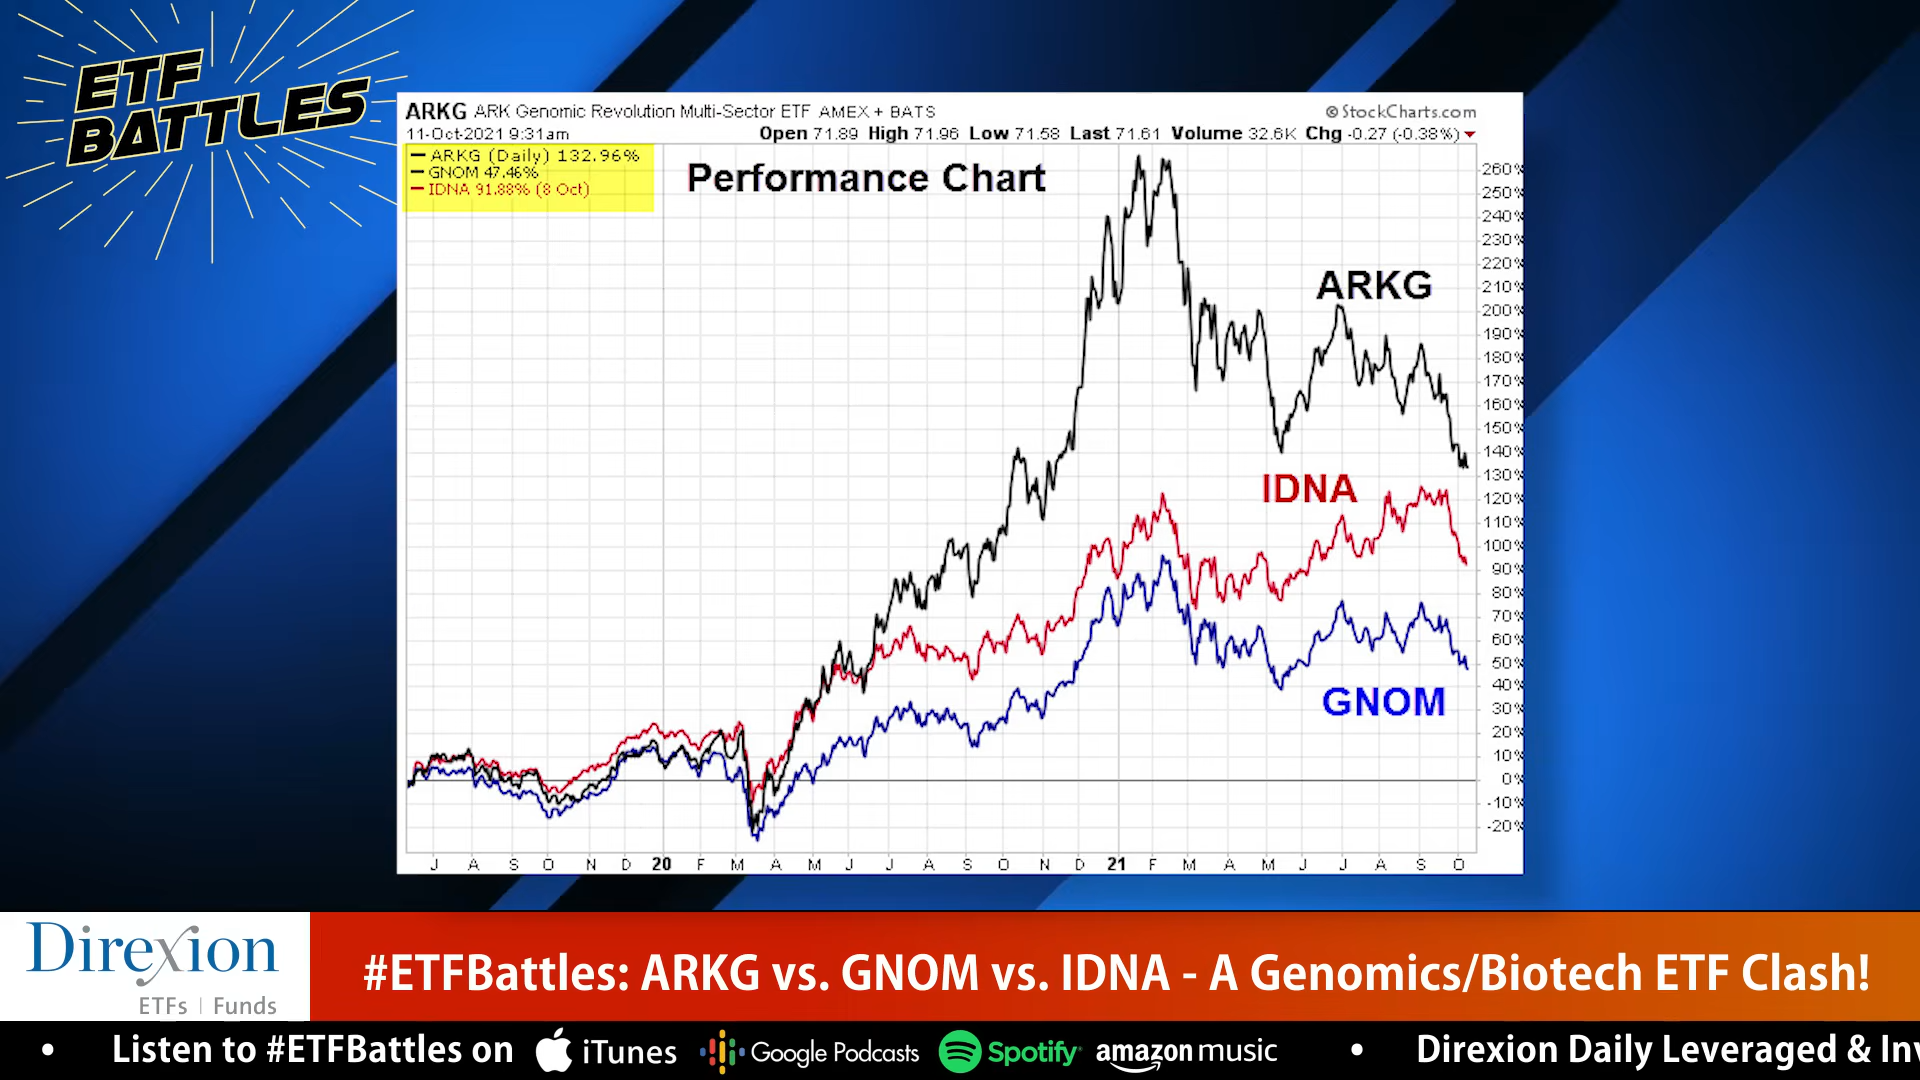 ETF
BATTLES
ARKG ARK Genomic Revolution Multi-Sector ETF AMEX + BATS
© StockCharts.com
11-Oct-2021 9:31am
Open 71.89 High 71.96 Low 71.58 Last 71.61 Volume 32.6K Chg -0.27 (-0.38%)
ARKG (Daily) 132.96%
GNOM 47.46%
IDNA 91.88% (8 Oct)
Performance Chart
ARKG
IDNA
GNOM
260%
250%
240%
230%
220%
210%
200%
190%
180%
170%
160%
150%
140%
130%
120%
110%
100%
90%
80%
70%
60%
50%
40%
30%
20%
10%
0%
-10%
-20%
J A S O N D 20 F M A M J J A S O N D 21 F M A M J J A S O
Direxion
ETFs | Funds
#ETFBattles: ARKG vs. GNOM vs. IDNA - A Genomics/Biotech ETF Clash!
• Listen to #ETFBattles on iTunes Google Podcasts Spotify amazon music • Direxion Daily Leveraged & Inv